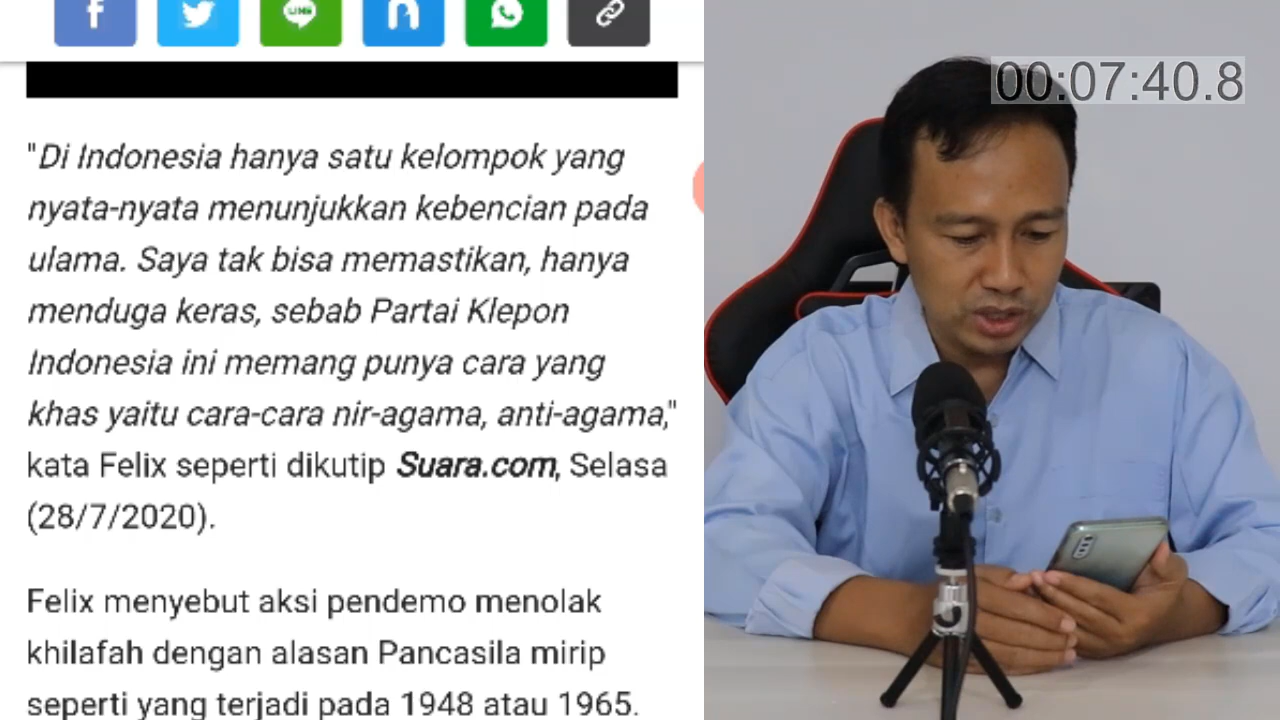 f
LINE
"Di Indonesia hanya satu kelompok yang
nyata-nyata menunjukkan kebencian pada
ulama. Saya tak bisa memastikan, hanya
menduga keras, sebab Partai Klepon
Indonesia ini memang punya cara yang
khas yaitu cara-cara nir-agama, anti-agama,"
kata Felix seperti dikutip Suara.com, Selasa
(28/7/2020).
Felix menyebut aksi pendemo menolak
khilafah dengan alasan Pancasila mirip
seperti yang terjadi pada 1948 atau 1965.
00:07:40.8